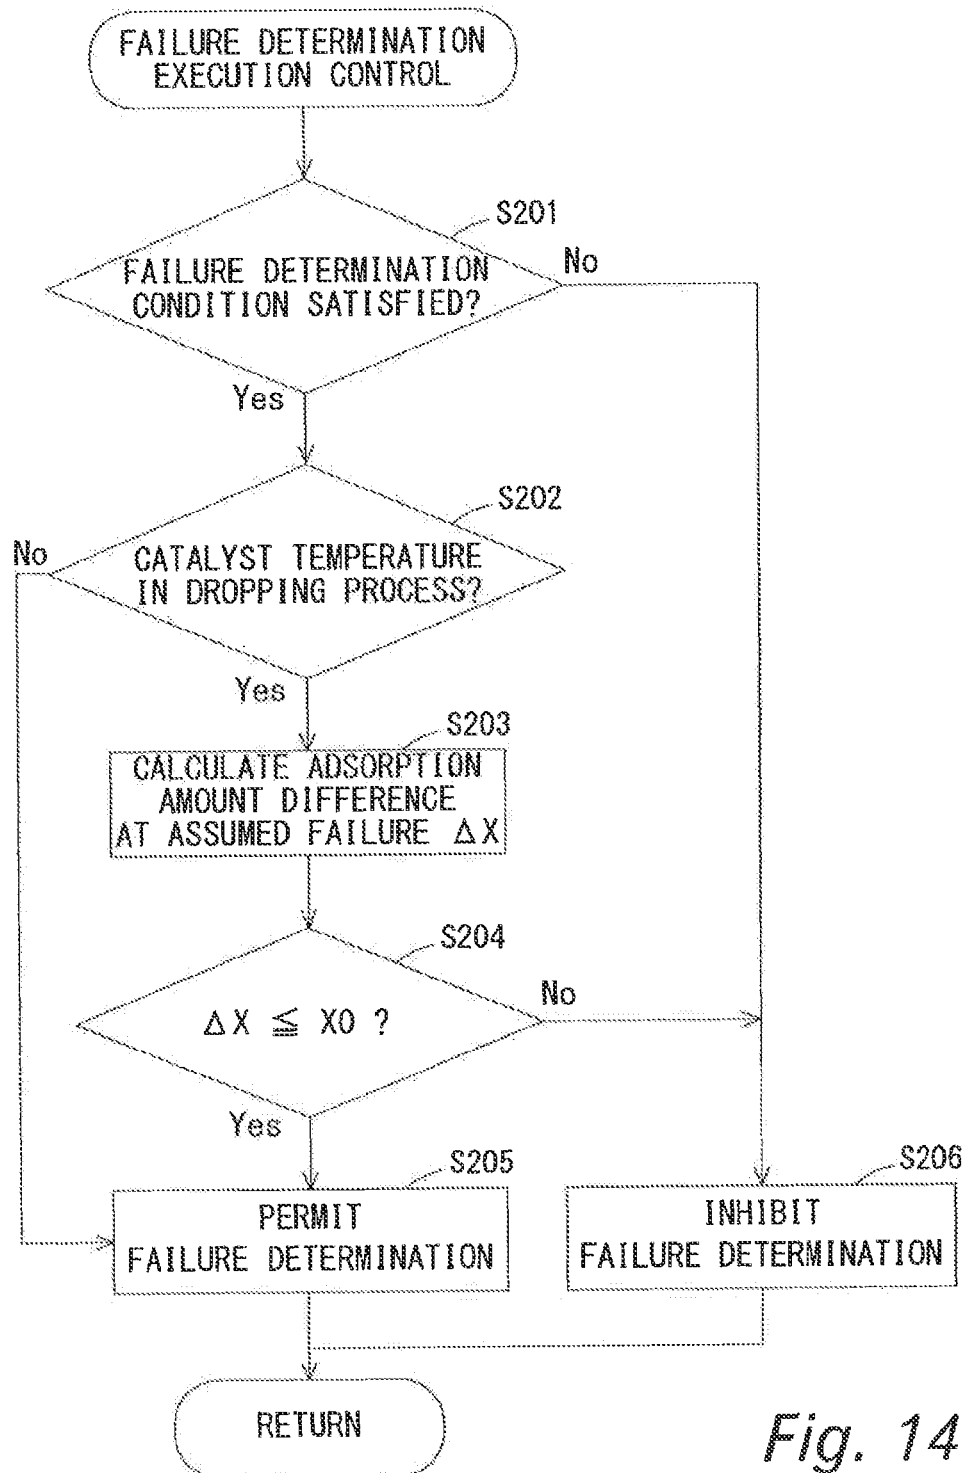 FAILURE DETERMINATION
EXECUTION CONTROL
S201
FAILURE DETERMINATION
CONDITION SATISFIED?
No
Yes
S202
No
CATALYST TEMPERATURE
IN DROPPING PROCESS?
Yes
S203
CALCULATE ADSORPTION
AMOUNT DIFFERENCE
AT ASSUMED FAILURE ΔX
S204
ΔX ≦ X0 ?
No
Yes
S205
PERMIT
FAILURE DETERMINATION
S206
INHIBIT
FAILURE DETERMINATION
RETURN
Fig. 14